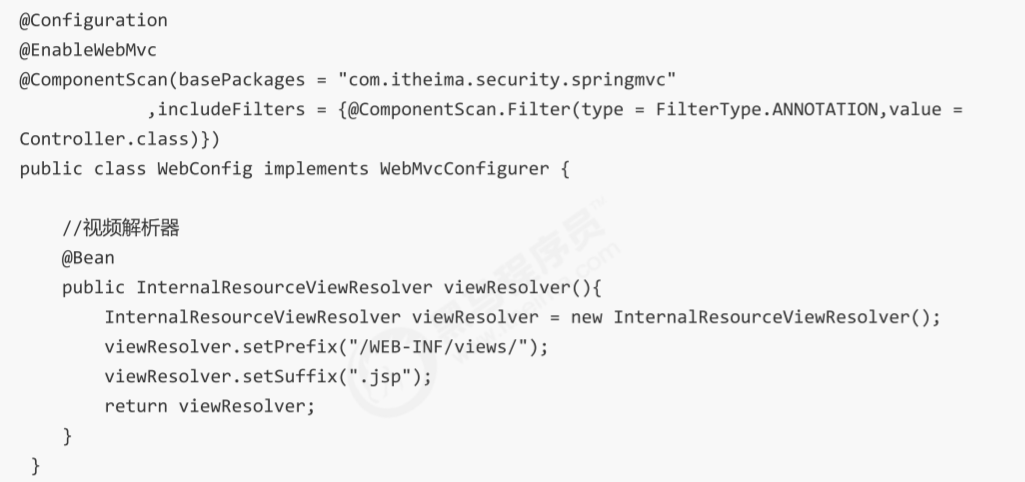 @Configuration
@EnableWebMvc
@ComponentScan(basePackages = "com.itheima.security.springmvc"
            ,includeFilters = {@ComponentScan.Filter(type = FilterType.ANNOTATION,value =
Controller.class)})
public class WebConfig implements WebMvcConfigurer {
    //视频解析器
    @Bean
    public InternalResourceViewResolver viewResolver(){
        InternalResourceViewResolver viewResolver = new InternalResourceViewResolver();
        viewResolver.setPrefix("/WEB-INF/views/");
        viewResolver.setSuffix(".jsp");
        return viewResolver;
    }
 }